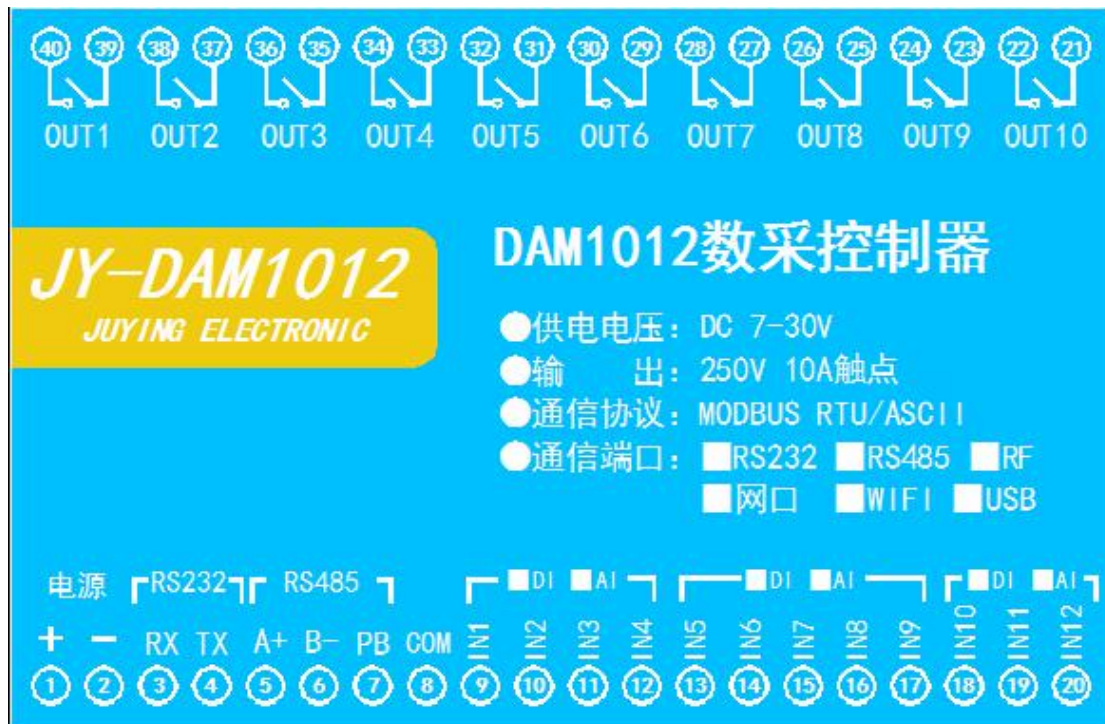 40 39 38 37 36 35 34 33 32 31 30 29 28 27 26 25 24 23 22 21
OUT1 OUT2 OUT3 OUT4 OUT5 OUT6 OUT7 OUT8 OUT9 OUT10
JY-DAM1012
JUYING ELECTRONIC
DAM1012数采控制器
●供电电压: DC 7-30V
●输 出: 250V 10A触点
●通信协议: MODBUS RTU/ASCII
●通信端口: ■RS232 ■RS485 ■RF
■网口 ■WIFI ■USB
电源 RS232 RS485 ■DI ■AI ■DI ■AI ■DI ■AI
+ - RX TX A+ B- PB COM IN1 IN2 IN3 IN4 IN5 IN6 IN7 IN8 IN9 IN10 IN11 IN12
1 2 3 4 5 6 7 8 9 10 11 12 13 14 15 16 17 18 19 20